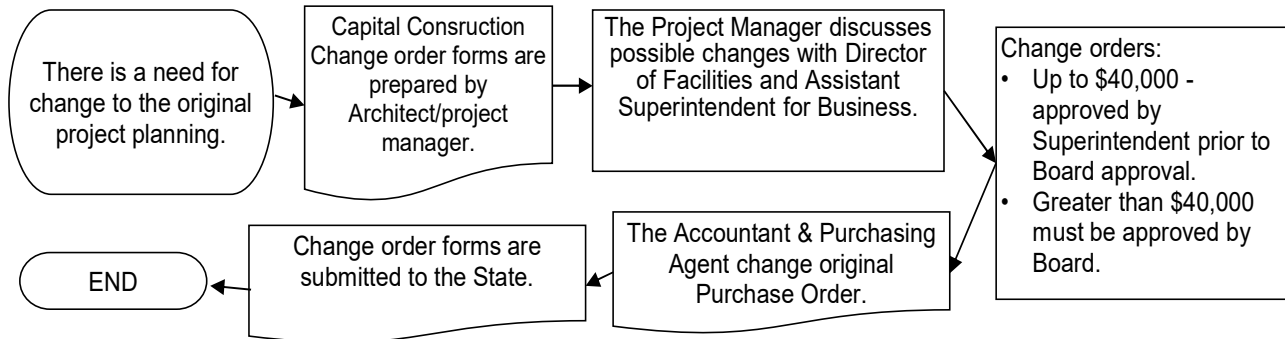 There is a need for
change to the original
project planning.
Capital Consruction
Change order forms are
prepared by
Architect/project
manager.
The Project Manager discusses
possible changes with Director
of Facilities and Assistant
Superintendent for Business.
Change orders:
• Up to $40,000 -
approved by
Superintendent prior to
Board approval.
• Greater than $40,000
must be approved by
Board.
The Accountant & Purchasing
Agent change original
Purchase Order.
Change order forms are
submitted to the State.
END